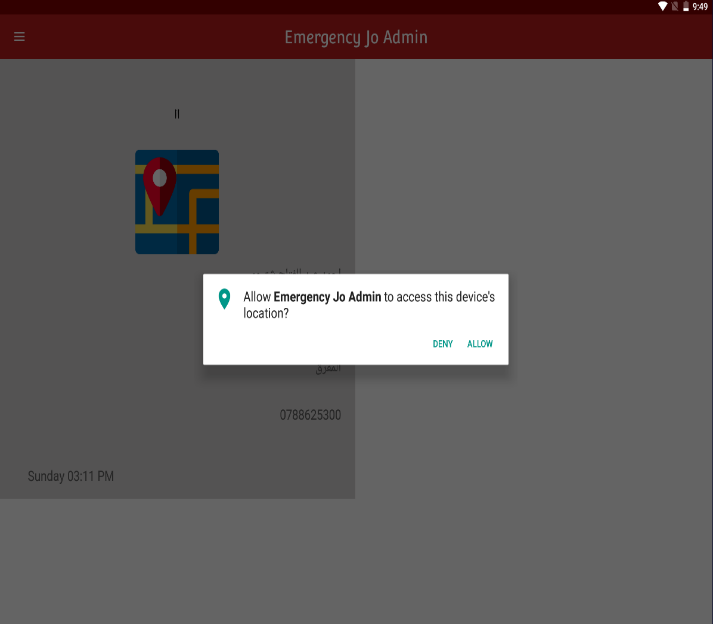 9:49
Emergency Jo Admin
II
Allow Emergency Jo Admin to access this device's
location?
DENY ALLOW
المفرق
0788625300
Sunday 03:11 PM